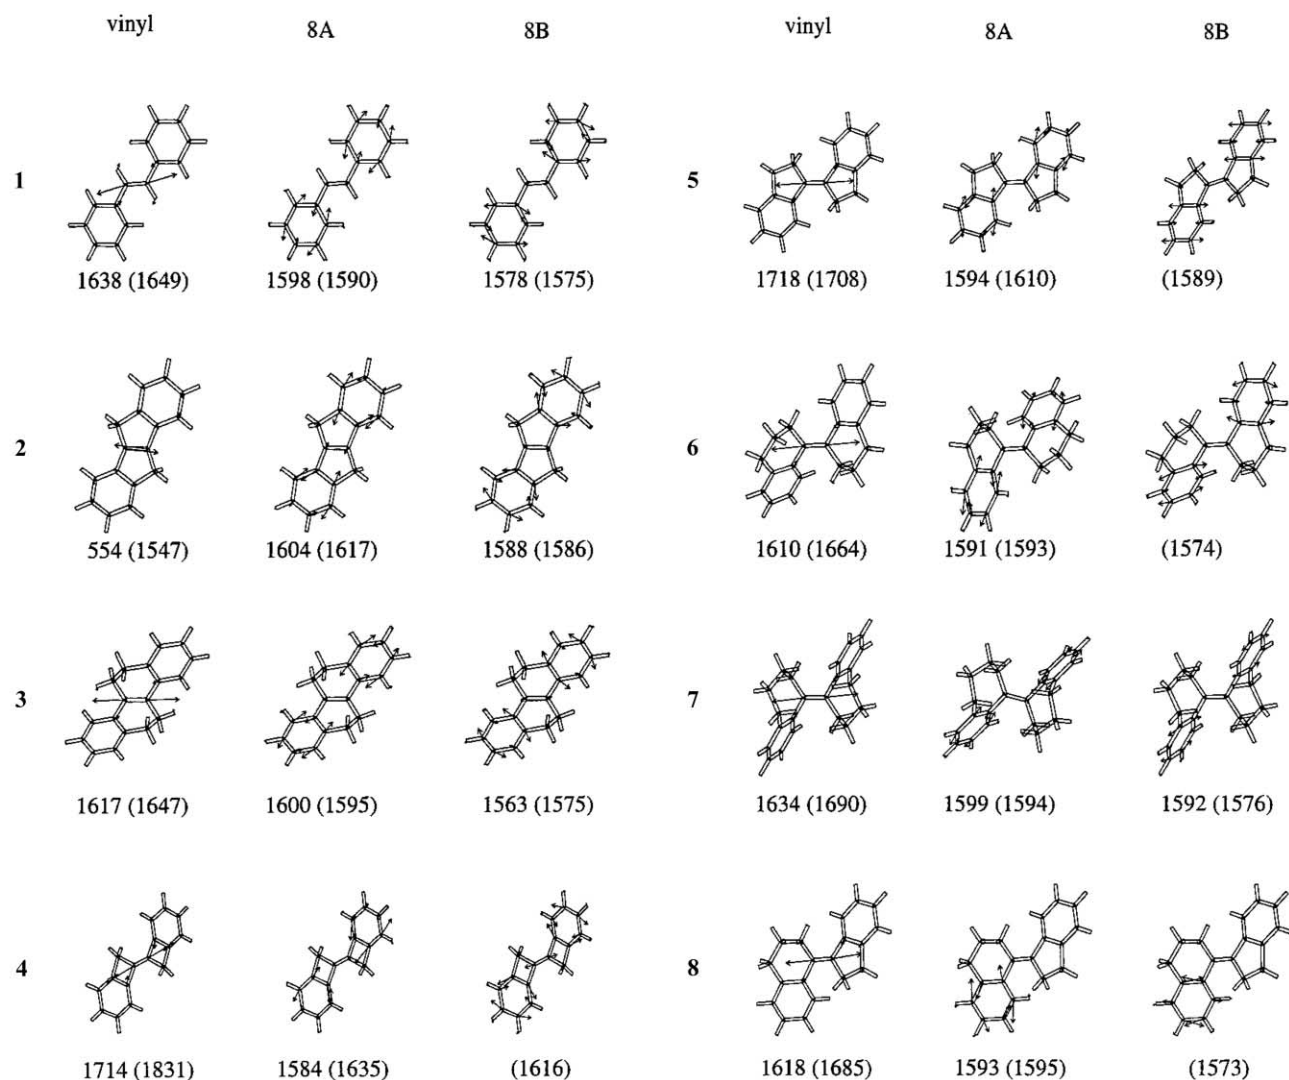 vinyl 8A 8B vinyl 8A 8B
1 5
1638 (1649) 1598 (1590) 1578 (1575) 1718 (1708) 1594 (1610) (1589)
2 6
554 (1547) 1604 (1617) 1588 (1586) 1610 (1664) 1591 (1593) (1574)
3 7
1617 (1647) 1600 (1595) 1563 (1575) 1634 (1690) 1599 (1594) 1592 (1576)
4 8
1714 (1831) 1584 (1635) (1616) 1618 (1685) 1593 (1595) (1573)